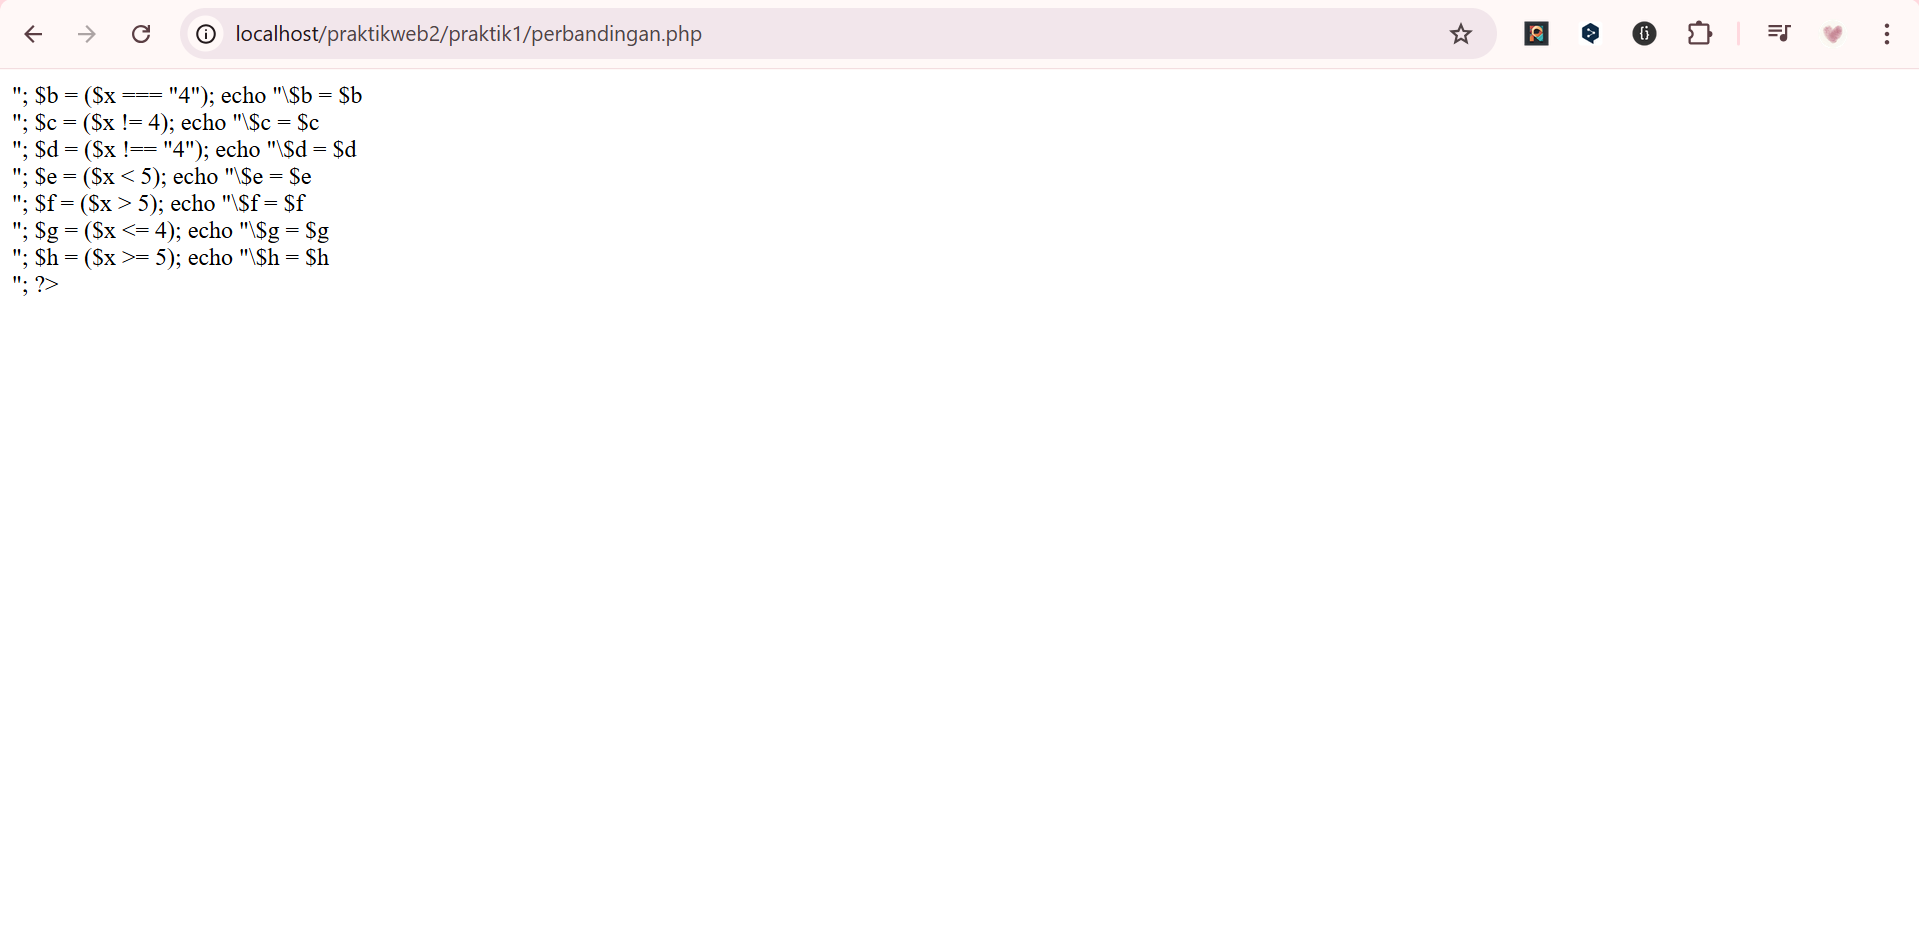 localhost/praktikweb2/praktik1/perbandingan.php
"; $b = ($x === "4"); echo "\$b = $b
"; $c = ($x != 4); echo "\$c = $c
"; $d = ($x !== "4"); echo "\$d = $d
"; $e = ($x < 5); echo "\$e = $e
"; $f = ($x > 5); echo "\$f = $f
"; $g = ($x <= 4); echo "\$g = $g
"; $h = ($x >= 5); echo "\$h = $h
"; ?>